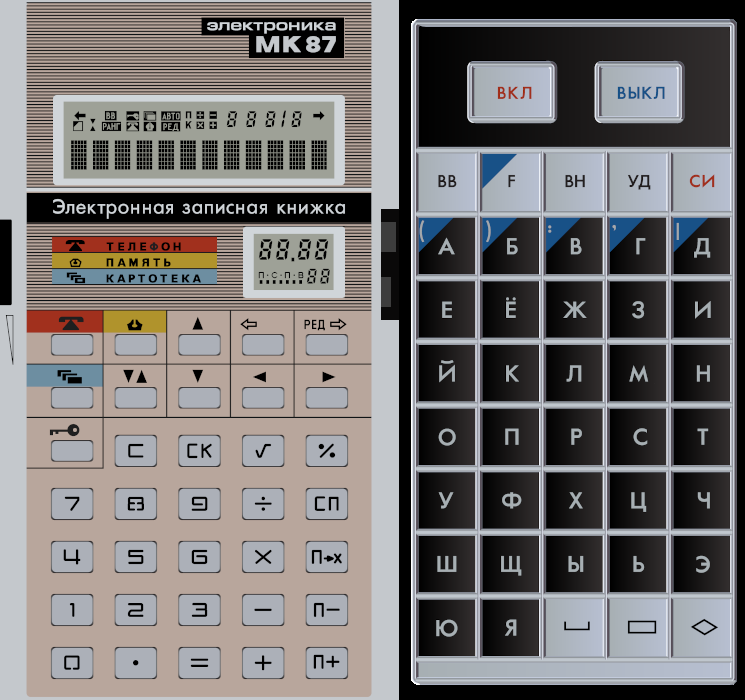 электроника
МК 87
ВВ АВТО П
РАНГ РЕД К
Электронная записная книжка
ТЕЛЕФОН
ПАМЯТЬ
КАРТОТЕКА
88.88
П·С·П·В 88
РЕД
С СК √ %
7 8 9 ÷ СП
4 5 6 × П→х
1 2 3 − П−
0 · = + П+
ВКЛ ВЫКЛ
ВВ F ВН УД СИ
( А ) Б : В ' Г | Д
Е Ё Ж З И
Й К Л М Н
О П Р С Т
У Ф Х Ц Ч
Ш Щ Ы Ь Э
Ю Я